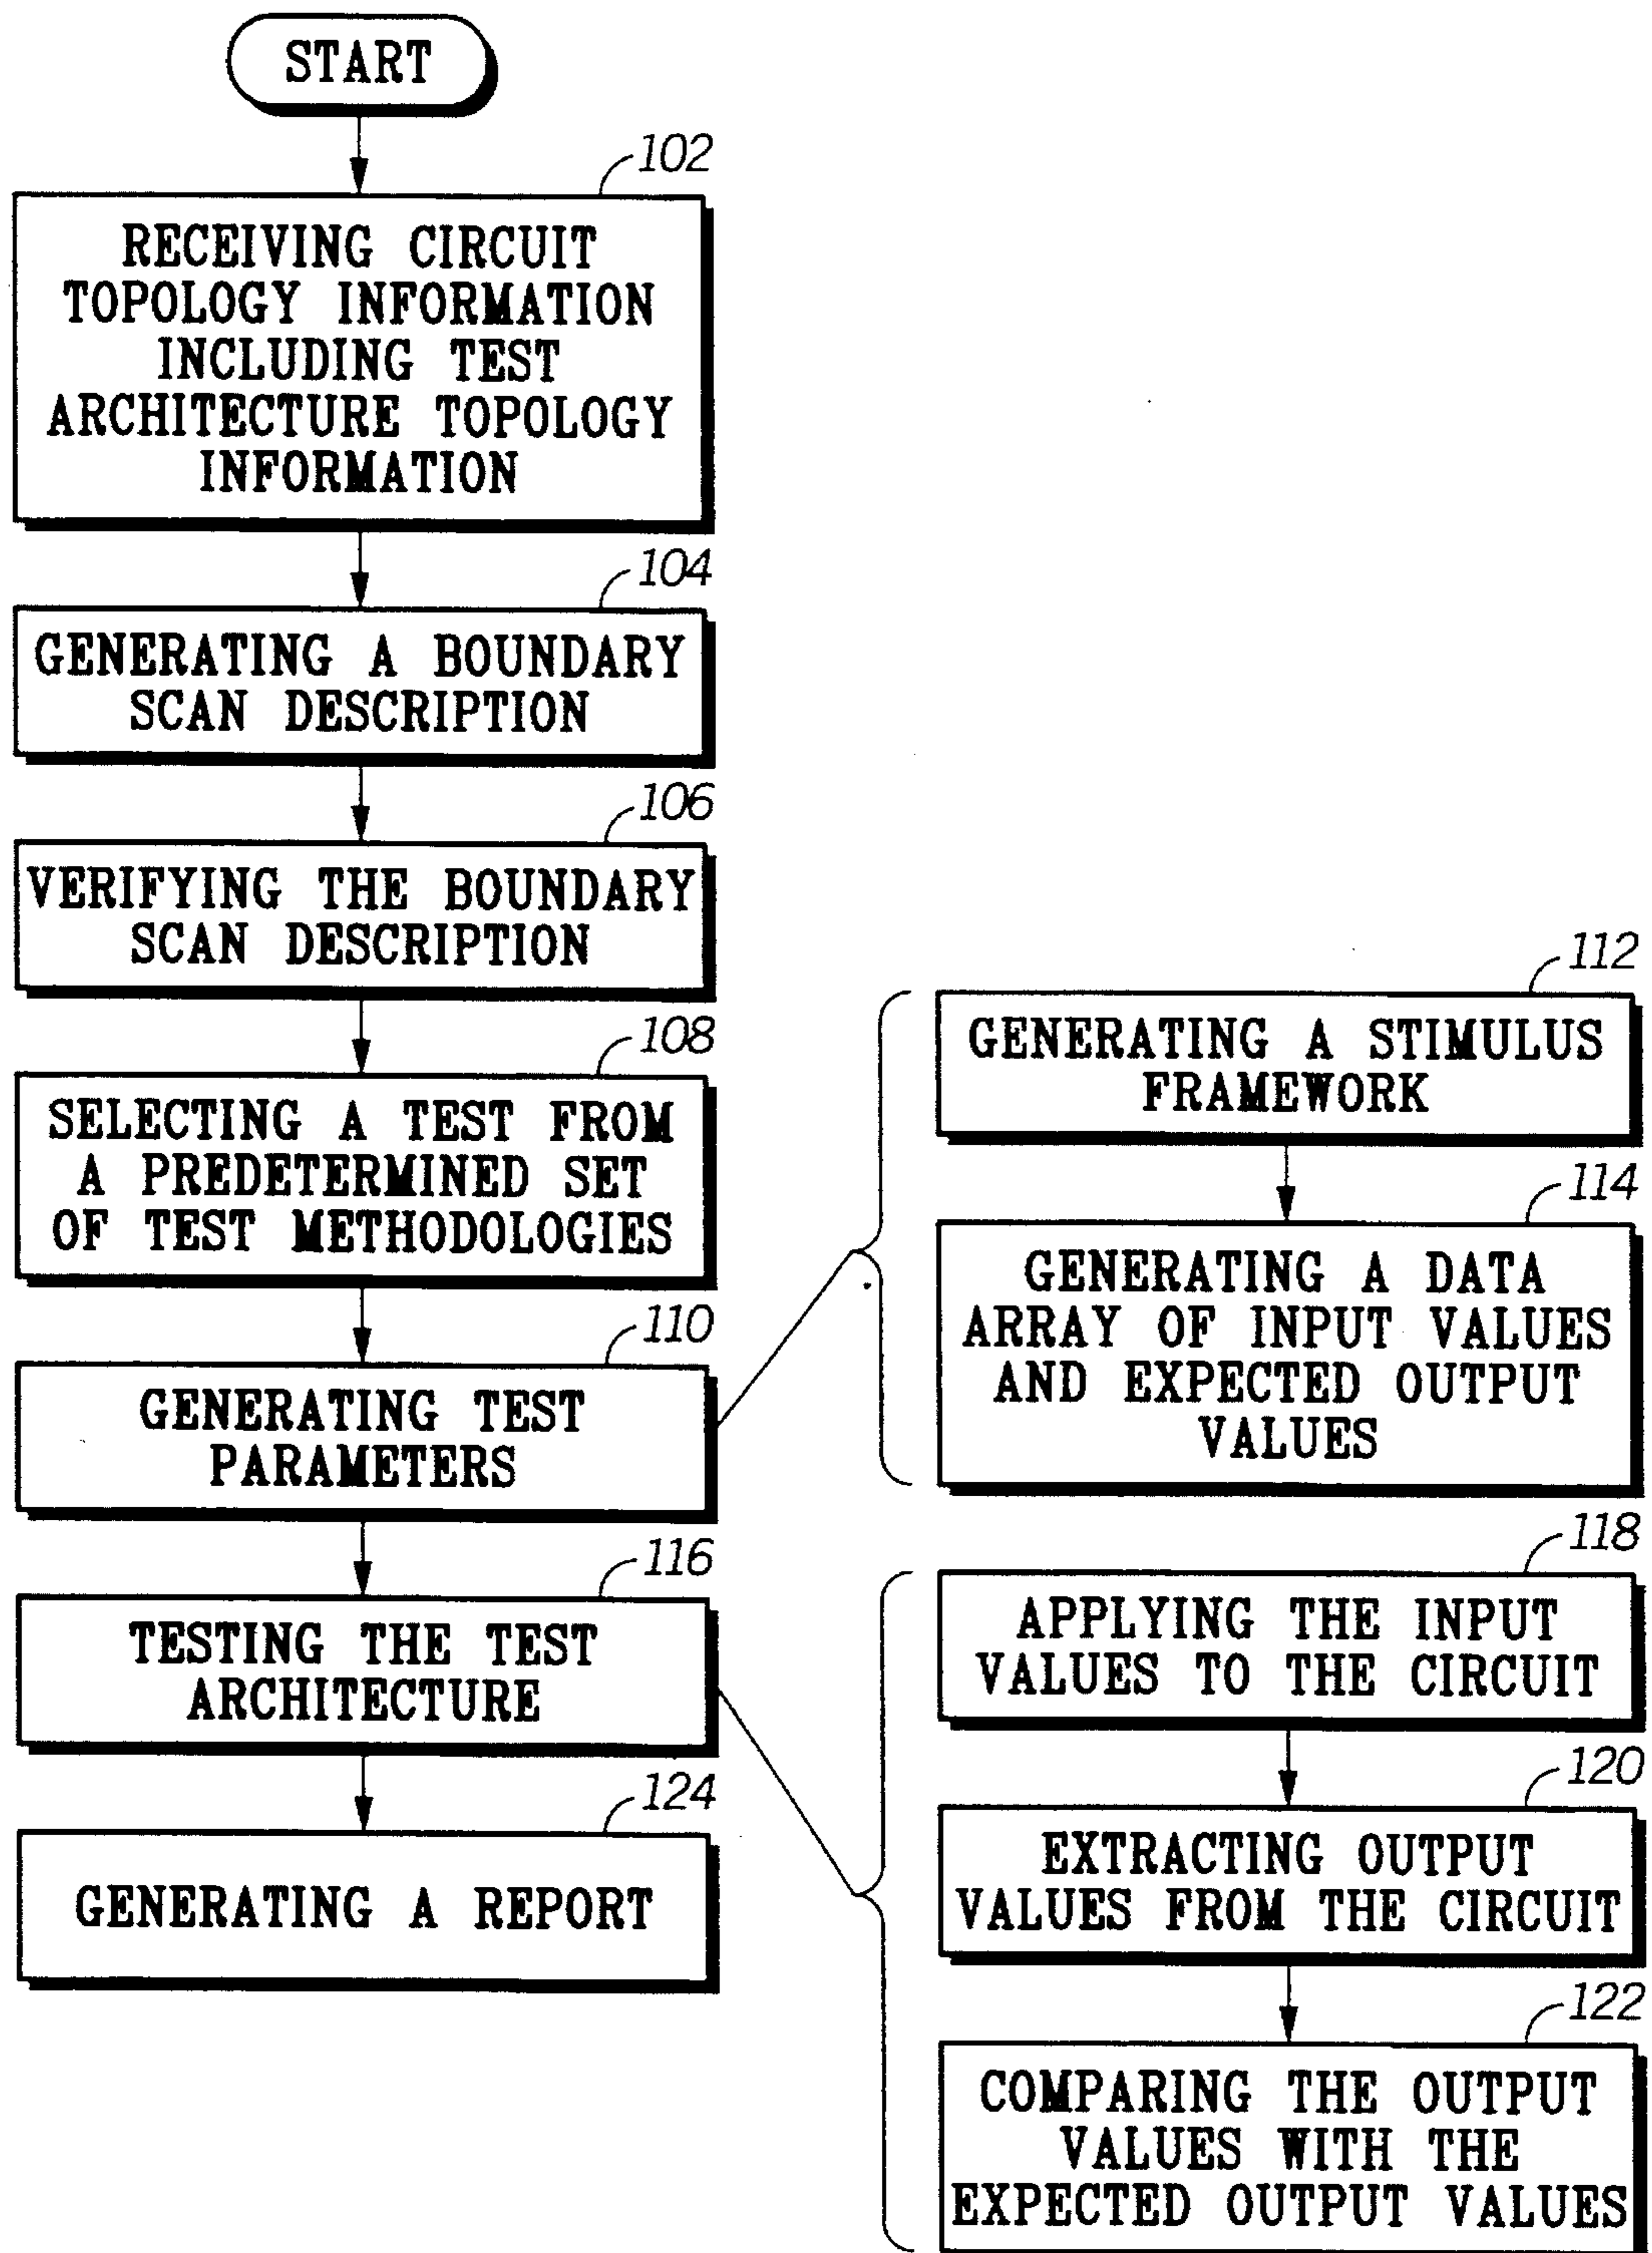 START
102
RECEIVING CIRCUIT
TOPOLOGY INFORMATION
INCLUDING TEST
ARCHITECTURE TOPOLOGY
INFORMATION
104
GENERATING A BOUNDARY
SCAN DESCRIPTION
106
VERIFYING THE BOUNDARY
SCAN DESCRIPTION
108
SELECTING A TEST FROM
A PREDETERMINED SET
OF TEST METHODOLOGIES
110
GENERATING TEST
PARAMETERS
112
GENERATING A STIMULUS
FRAMEWORK
114
GENERATING A DATA
ARRAY OF INPUT VALUES
AND EXPECTED OUTPUT
VALUES
116
TESTING THE TEST
ARCHITECTURE
118
APPLYING THE INPUT
VALUES TO THE CIRCUIT
120
EXTRACTING OUTPUT
VALUES FROM THE CIRCUIT
122
COMPARING THE OUTPUT
VALUES WITH THE
EXPECTED OUTPUT VALUES
124
GENERATING A REPORT